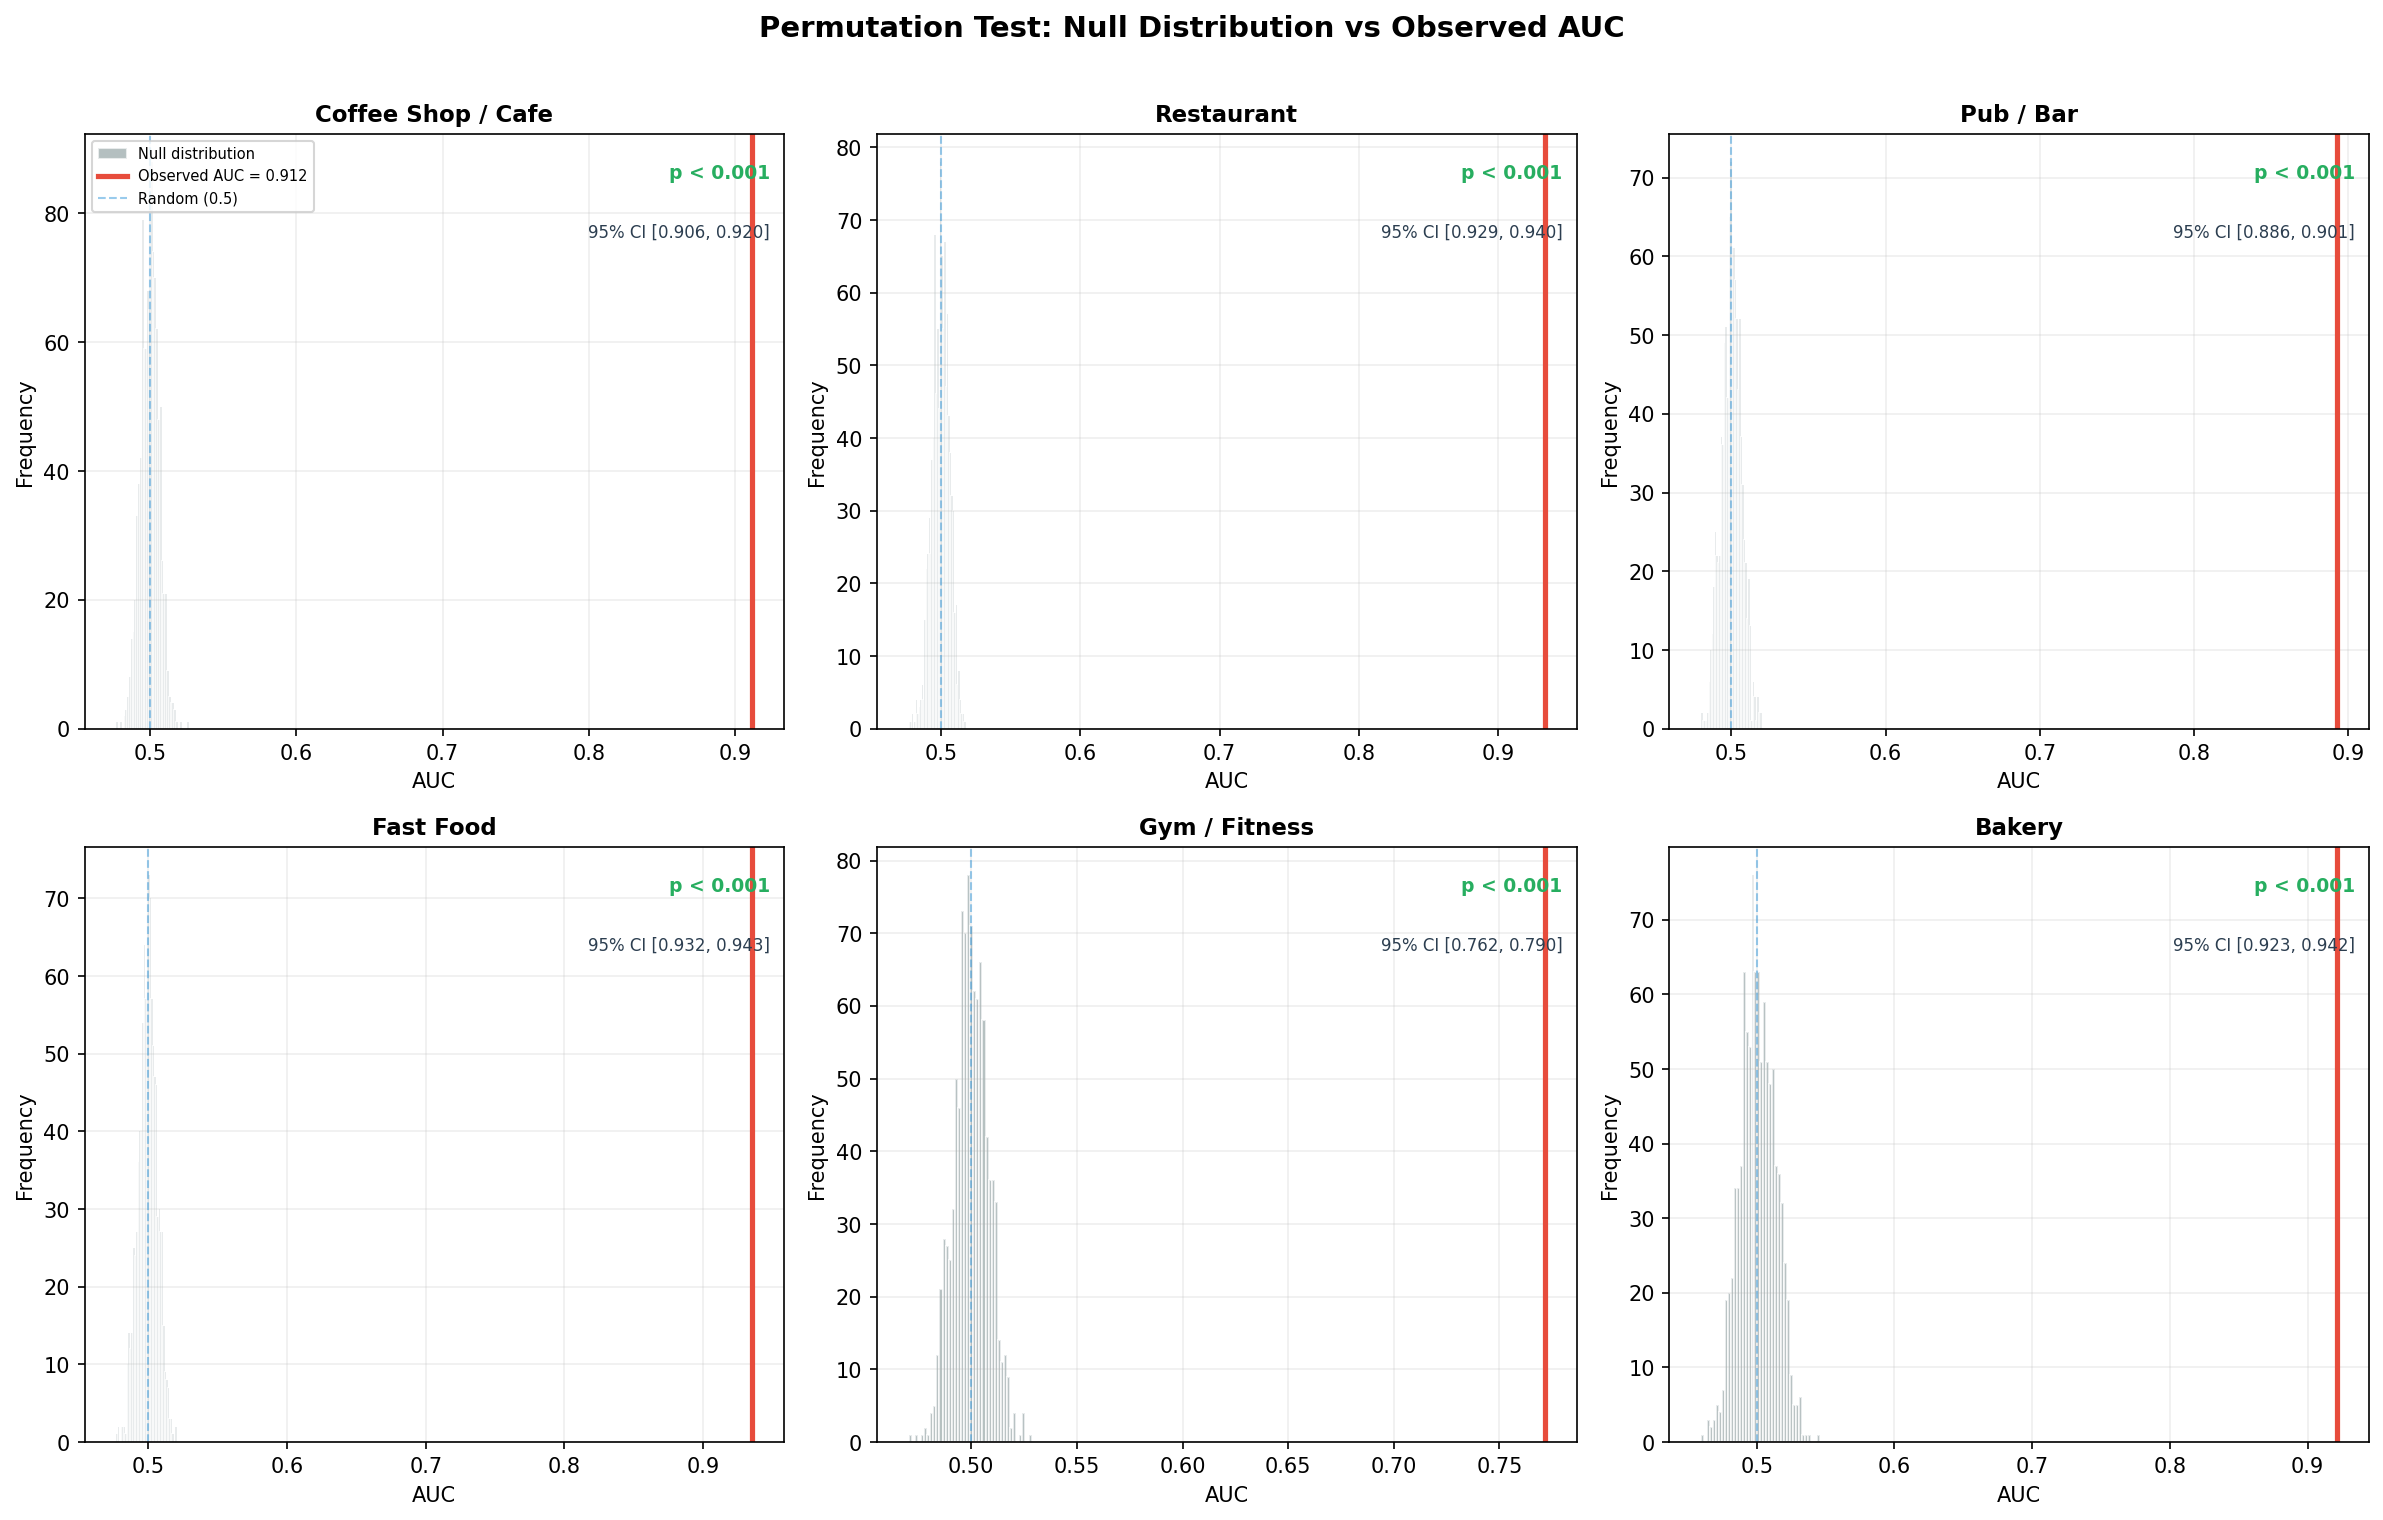 Permutation Test: Null Distribution vs Observed AUC
Coffee Shop / Cafe
Null distribution
Observed AUC = 0.912
Random (0.5)
p < 0.001
95% CI [0.906, 0.920]
Frequency
0
20
40
60
80
0.5 0.6 0.7 0.8 0.9
AUC
Restaurant
p < 0.001
95% CI [0.929, 0.940]
Frequency
80
70
60
50
40
30
20
10
0
0.5 0.6 0.7 0.8 0.9
AUC
Pub / Bar
p < 0.001
95% CI [0.886, 0.901]
Frequency
70
60
50
40
30
20
10
0
0.5 0.6 0.7 0.8 0.9
AUC
Fast Food
p < 0.001
95% CI [0.932, 0.943]
Frequency
70
60
50
40
30
20
10
0
0.5 0.6 0.7 0.8 0.9
AUC
Gym / Fitness
p < 0.001
95% CI [0.762, 0.790]
Frequency
80
70
60
50
40
30
20
10
0
0.50 0.55 0.60 0.65 0.70 0.75
AUC
Bakery
p < 0.001
95% CI [0.923, 0.942]
Frequency
70
60
50
40
30
20
10
0
0.5 0.6 0.7 0.8 0.9
AUC